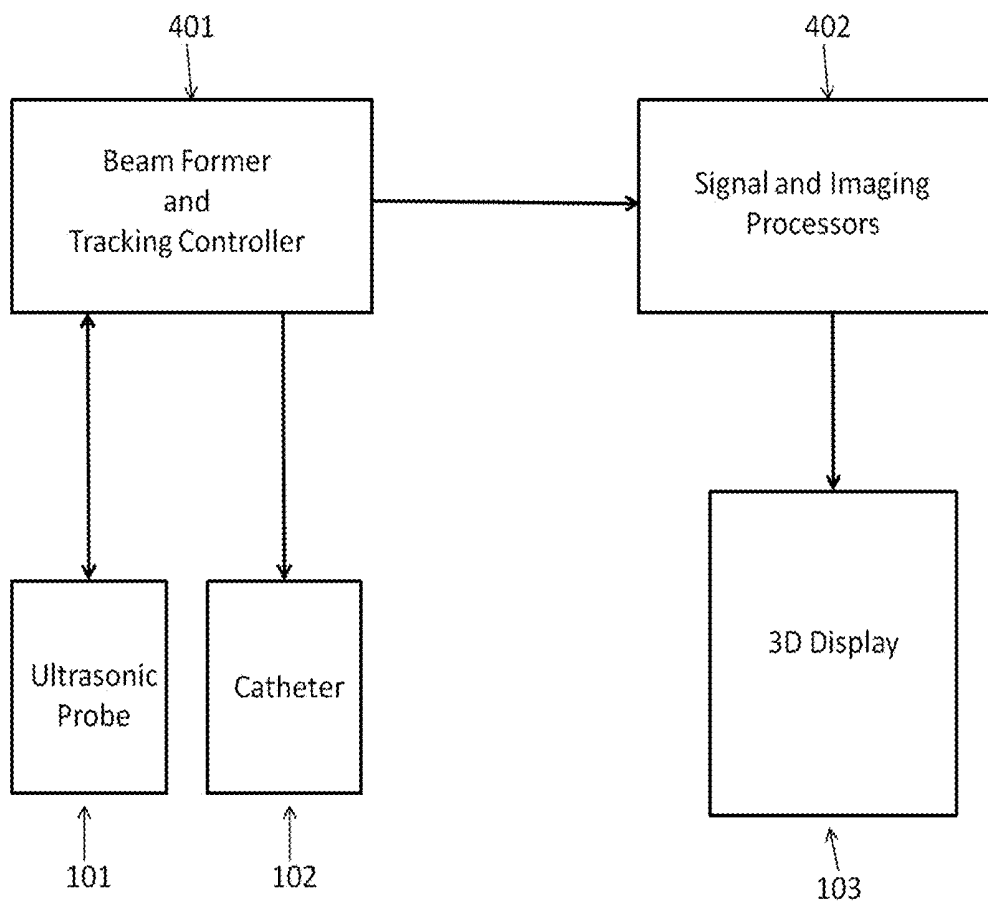 401
402
Beam Former
and
Tracking Controller
Signal and Imaging
Processors
Ultrasonic
Probe
Catheter
3D Display
101
102
103